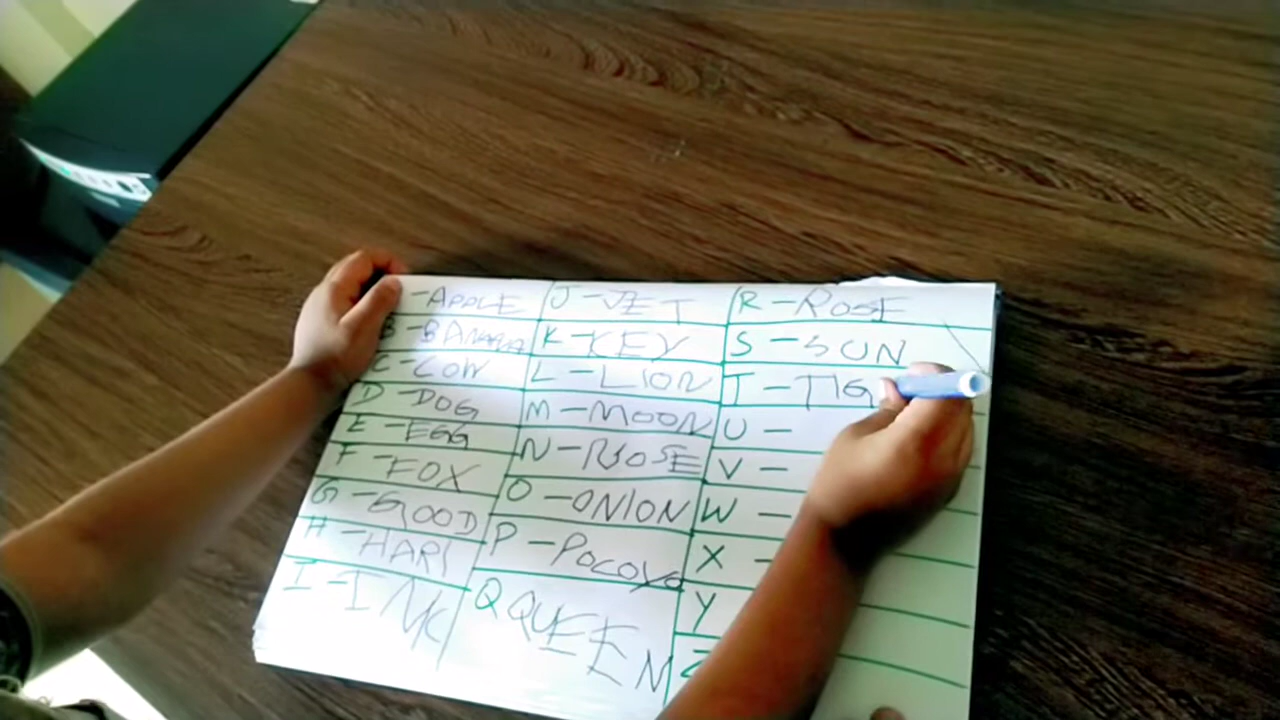 - APPLE
B - BANANA
C - COW
D - DOG
E - EGG
F - FOX
G - GOOD
H - HARI
I - INK
J - JET
K - KEY
L - LION
M - MOON
N - NOSE
O - ONION
P - POCOYO
Q QUEEN
R - ROSE
S - SUN
T - TIG
U -
V -
W -
X -
Y
Z